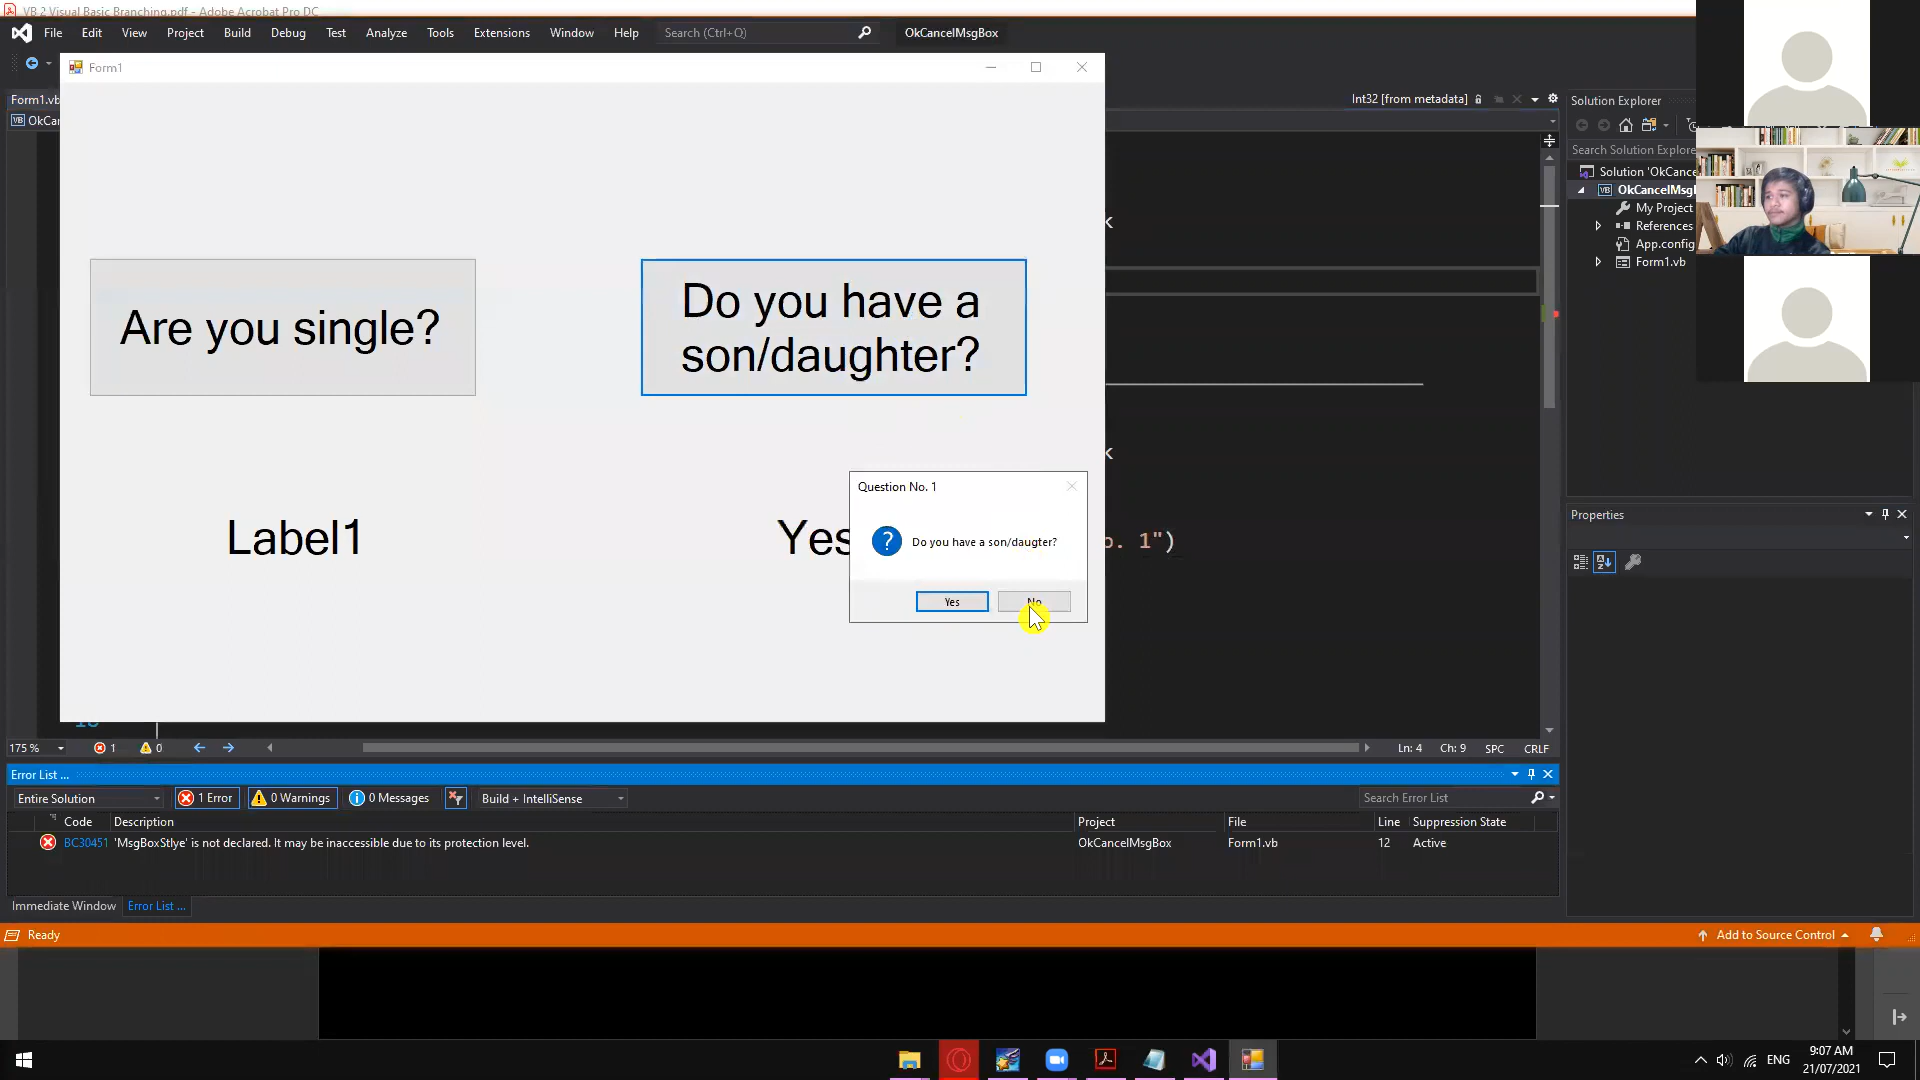 VB 2 Visual Basic Branching.pdf - Adobe Acrobat Pro DC
File Edit View Project Build Debug Test Analyze Tools Extensions Window Help Search (Ctrl+Q) OkCancelMsgBox
Form1
Form1.vb
Int32 [from metadata]
Solution Explorer
OkCan
Search Solution Explore
Solution 'OkCance
OkCancelMsgl
My Project
References
App.config
Form1.vb
k
Are you single?
Do you have a
son/daughter?
k
Question No. 1
Label1
Yes
Do you have a son/daugter?
o. 1")
Yes No
Properties
175 % 1 0 Ln: 4 Ch: 9 SPC CRLF
Error List ...
Entire Solution 1 Error 0 Warnings 0 Messages Build + IntelliSense Search Error List
Code Description Project File Line Suppression State
BC30451 'MsgBoxStlye' is not declared. It may be inaccessible due to its protection level. OkCancelMsgBox Form1.vb 12 Active
Immediate Window Error List ...
Ready Add to Source Control
ENG 9:07 AM
21/07/2021